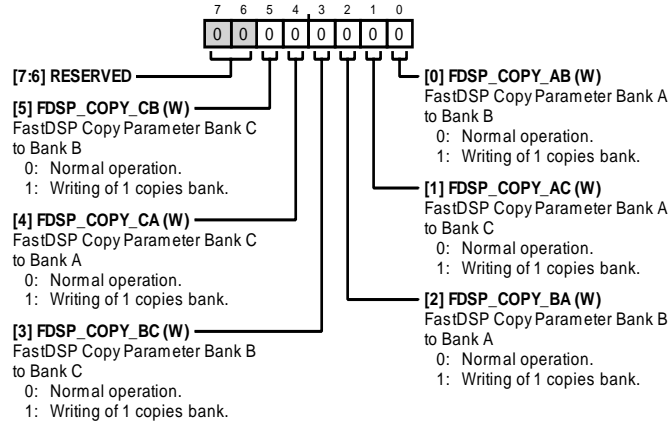 7 6 5 4 3 2 1 0
0 0 0 0 0 0 0 0
[7:6] RESERVED
[5] FDSP_COPY_CB (W)
FastDSP Copy Parameter Bank C
to Bank B
0: Normal operation.
1: Writing of 1 copies bank.
[4] FDSP_COPY_CA (W)
FastDSP Copy Parameter Bank C
to Bank A
0: Normal operation.
1: Writing of 1 copies bank.
[3] FDSP_COPY_BC (W)
FastDSP Copy Parameter Bank B
to Bank C
0: Normal operation.
1: Writing of 1 copies bank.
[0] FDSP_COPY_AB (W)
FastDSP Copy Parameter Bank A
to Bank B
0: Normal operation.
1: Writing of 1 copies bank.
[1] FDSP_COPY_AC (W)
FastDSP Copy Parameter Bank A
to Bank C
0: Normal operation.
1: Writing of 1 copies bank.
[2] FDSP_COPY_BA (W)
FastDSP Copy Parameter Bank B
to Bank A
0: Normal operation.
1: Writing of 1 copies bank.